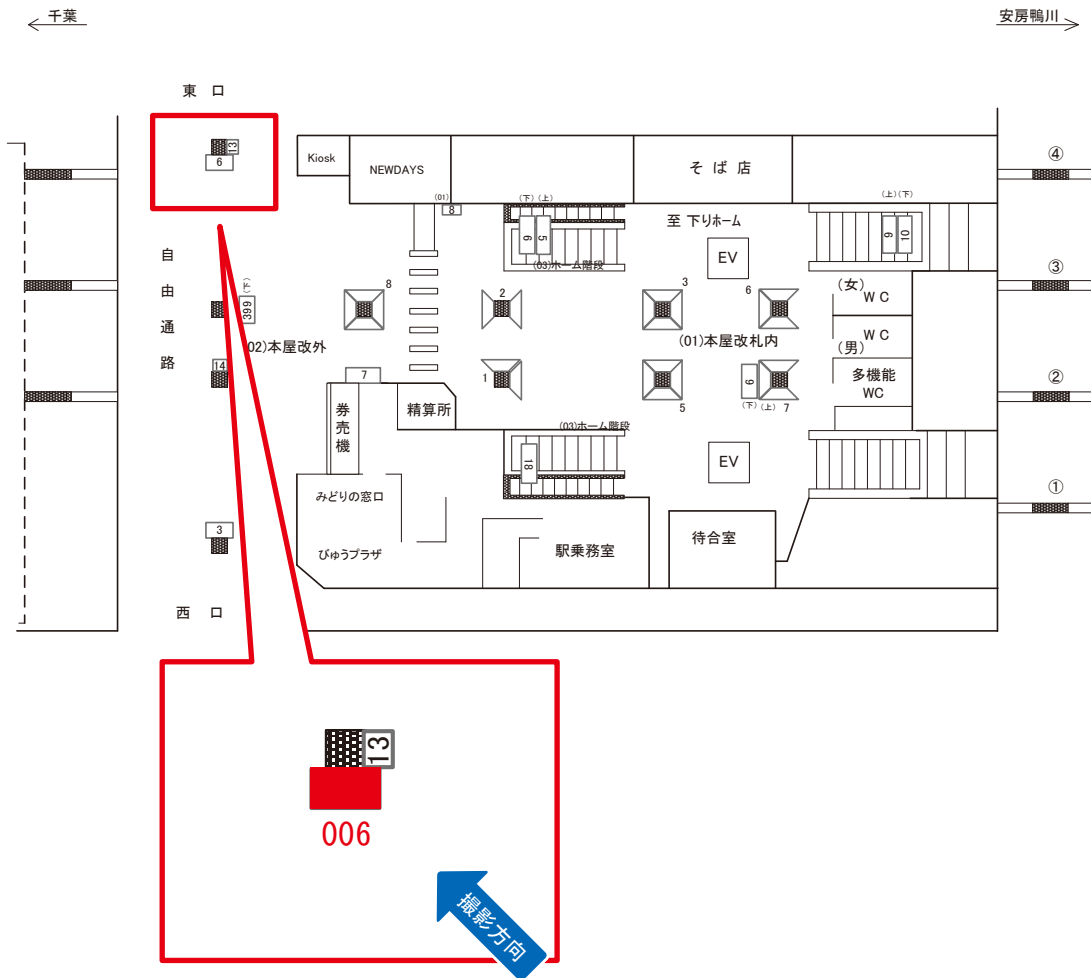 千葉
安房鴨川
東 口
13
6
Kiosk
NEWDAYS
そ ば 店
④
(01)
8
(下)(上)
6
5
至 下りホーム
(上)(下)
9
10
自由通路
(03)ホーム階段
EV
③
(下)
399
8
2
3
6
(女)
W C
(02)本屋改外
(01)本屋改札内
W C
(男)
14
7
1
5
9
(下)
(上)
7
多機能
WC
②
券売機
精算所
(03)ホーム階段
18
EV
みどりの窓口
①
3
びゅうプラザ
駅乗務室
待合室
西 口
13
006
撮影方向